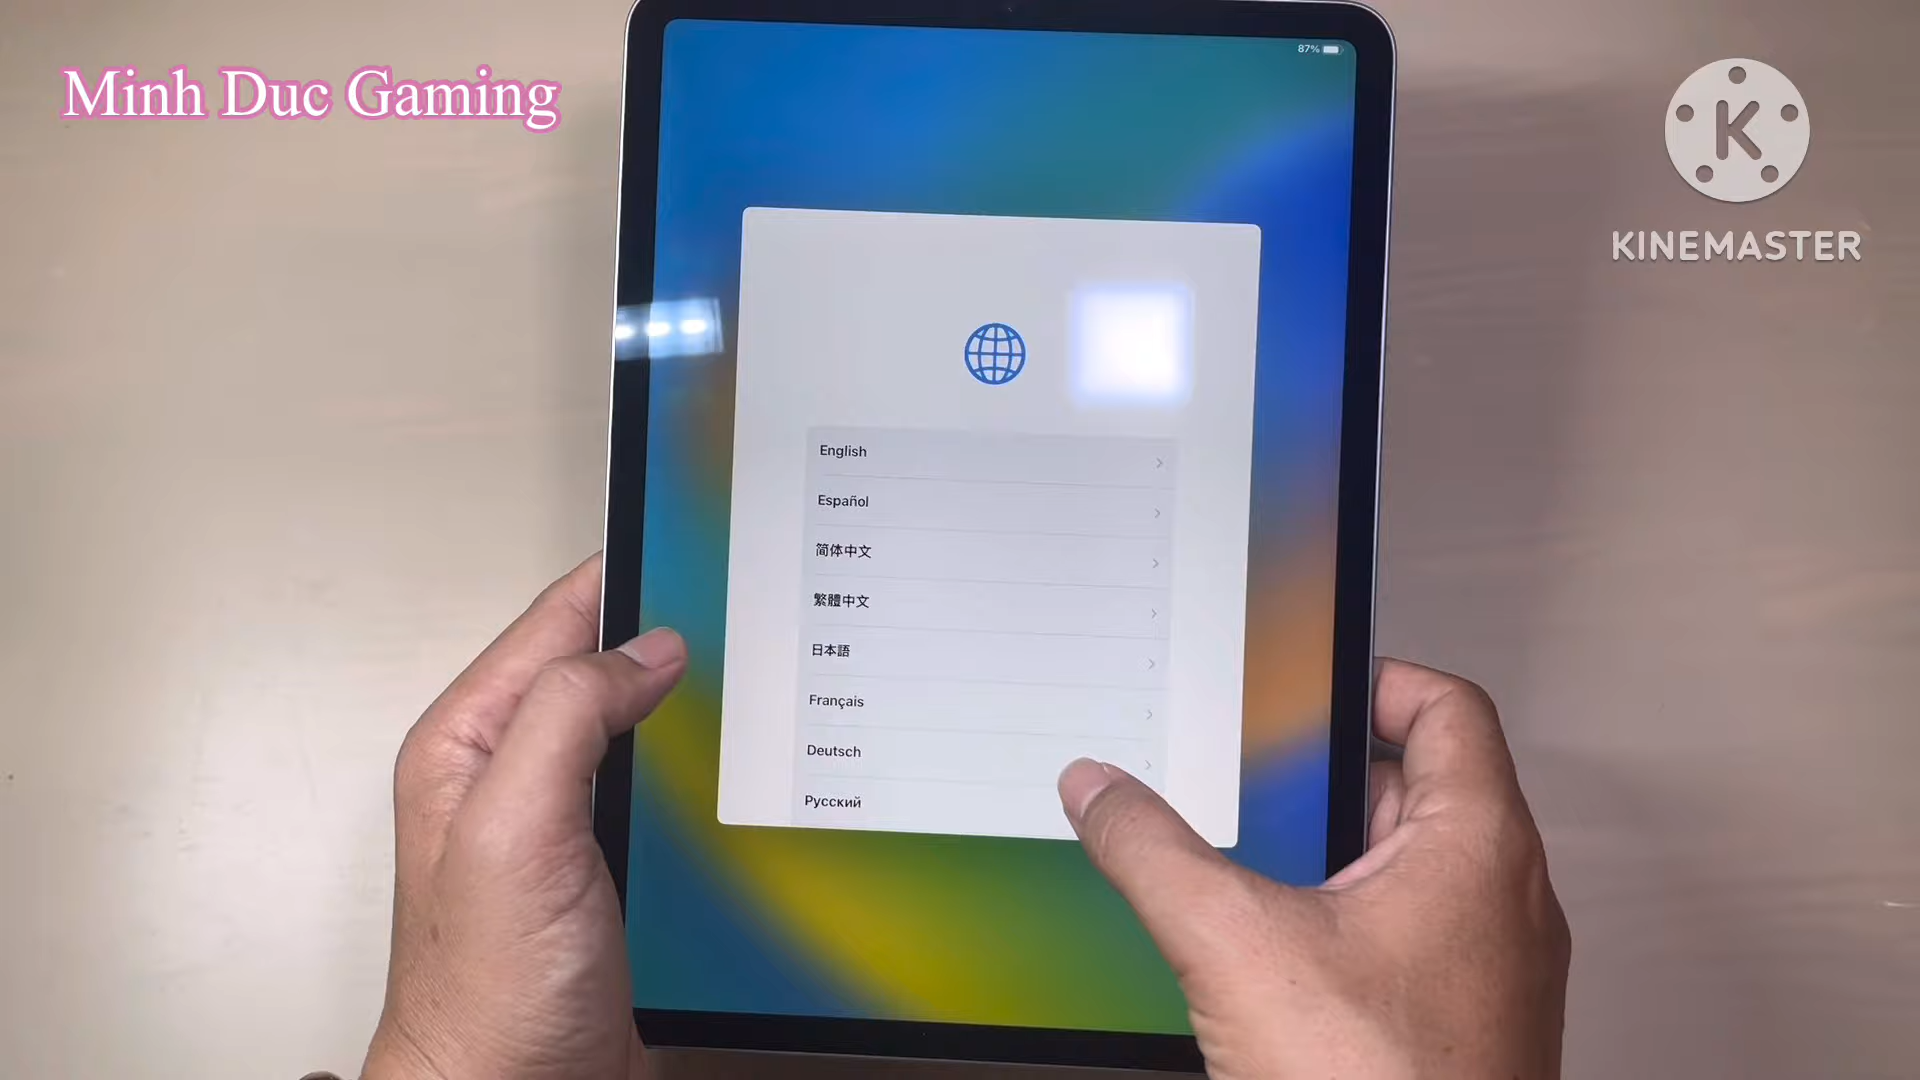 Minh Duc Gaming
87%
K
KINEMASTER
English
Español
简体中文
繁體中文
日本語
Français
Deutsch
Русский